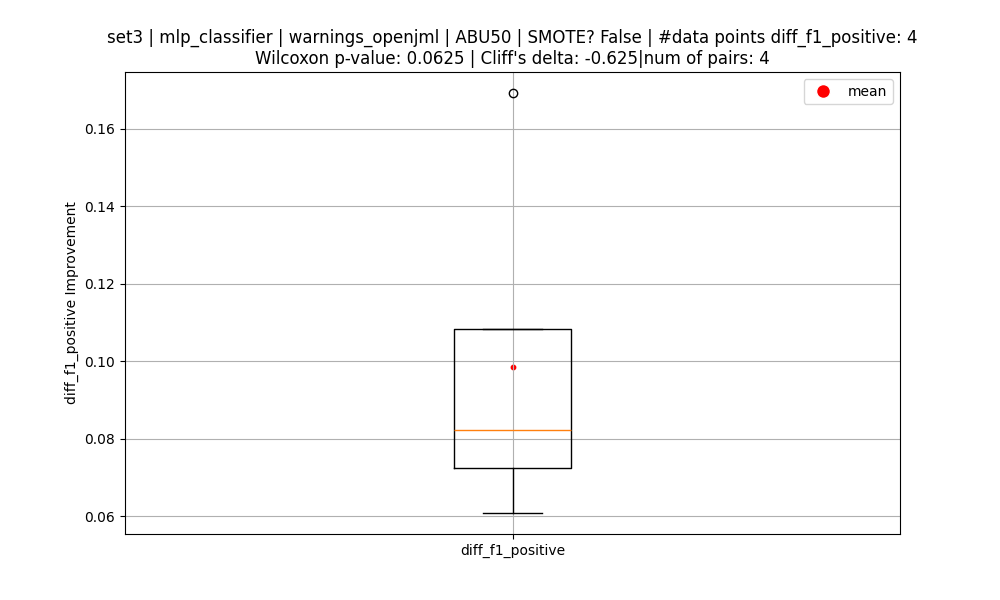 set3 | mlp_classifier | warnings_openjml | ABU50 | SMOTE? False | #data points diff_f1_positive: 4
Wilcoxon p-value: 0.0625 | Cliff's delta: -0.625|num of pairs: 4
mean
0.16
0.14
0.12
0.10
0.08
0.06
diff_f1_positive Improvement
diff_f1_positive